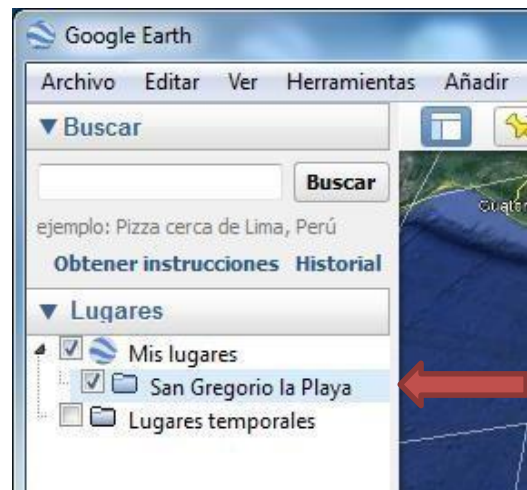 Google Earth
Archivo Editar Ver Herramientas Añadir
Buscar
Buscar
ejemplo: Pizza cerca de Lima, Perú
Obtener instrucciones Historial
Lugares
Mis lugares
San Gregorio la Playa
Lugares temporales